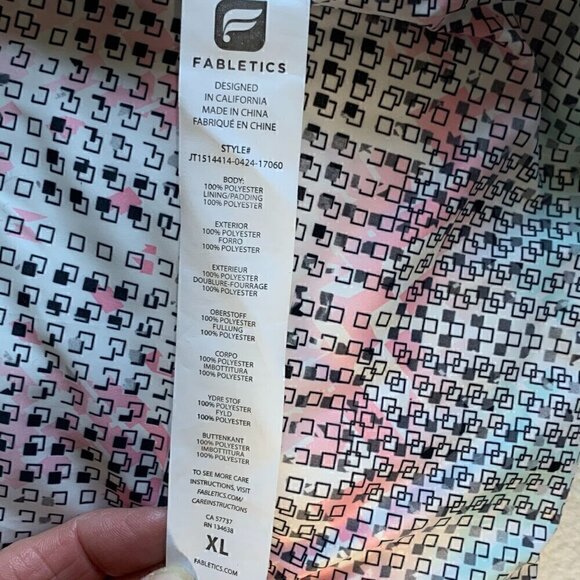 FABLETICS
DESIGNED
IN CALIFORNIA
MADE IN CHINA
FABRIQUÉ EN CHINE
STYLE#
JT1514414-0424-17060
BODY:
100% POLYESTER
LINING/PADDING
100% POLYESTER
EXTERIOR
100% POLYESTER
FORRO
100% POLYESTER
EXTERIEUR
100% POLYESTER
DOUBLURE-FOURRAGE
100% POLYESTER
OBERSTOFF
100% POLYESTER
FULLUNG
100% POLYESTER
CORPO
100% POLYESTER
IMBOTTITURA
100% POLYESTER
YDRE STOF
100% POLYESTER
FYLD
100% POLYESTER
BUTTENKANT
100% POLYESTER
IMBOTTITURA
100% POLYESTER
TO SEE MORE CARE
INSTRUCTIONS, VISIT
FABLETICS.COM/
CAREINSTRUCTIONS
CA 57737
RN 134638
XL
FABLETICS.COM